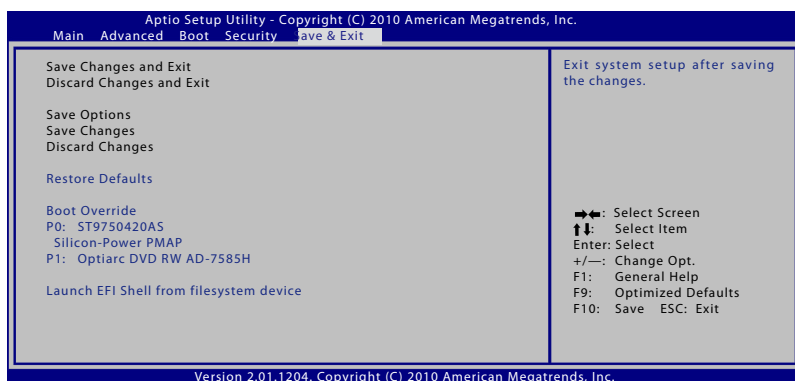 Aptio Setup Utility - Copyright (C) 2010 American Megatrends, Inc.
Main Advanced Boot Security Save & Exit
Save Changes and Exit
Discard Changes and Exit
Save Options
Save Changes
Discard Changes
Restore Defaults
Boot Override
P0: ST9750420AS
Silicon-Power PMAP
P1: Optiarc DVD RW AD-7585H
Launch EFI Shell from filesystem device
Exit system setup after saving
the changes.
→←: Select Screen
↑↓: Select Item
Enter: Select
+/—: Change Opt.
F1: General Help
F9: Optimized Defaults
F10: Save ESC: Exit
Version 2.01.1204. Copyright (C) 2010 American Megatrends, Inc.